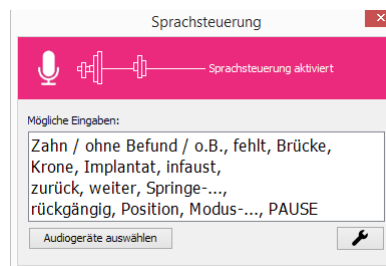 Sprachsteuerung
Sprachsteuerung aktiviert
Mögliche Eingaben:
Zahn / ohne Befund / o.B., fehlt, Brücke,
Krone, Implantat, infaust,
zurück, weiter, Springe-...,
rückgängig, Position, Modus-..., PAUSE
Audiogeräte auswählen